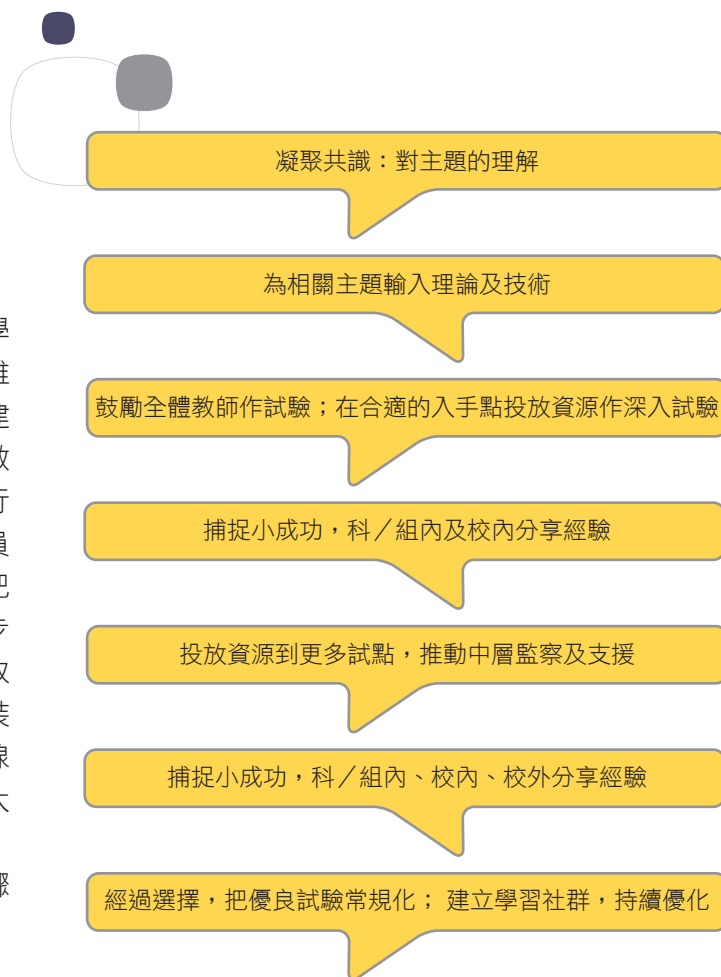 凝聚共識：對主題的理解
為相關主題輸入理論及技術
鼓勵全體教師作試驗；在合適的入手點投放資源作深入試驗
捕捉小成功，科／組內及校內分享經驗
投放資源到更多試點，推動中層監察及支援
捕捉小成功，科／組內、校內、校外分享經驗
經過選擇，把優良試驗常規化； 建立學習社群，持續優化